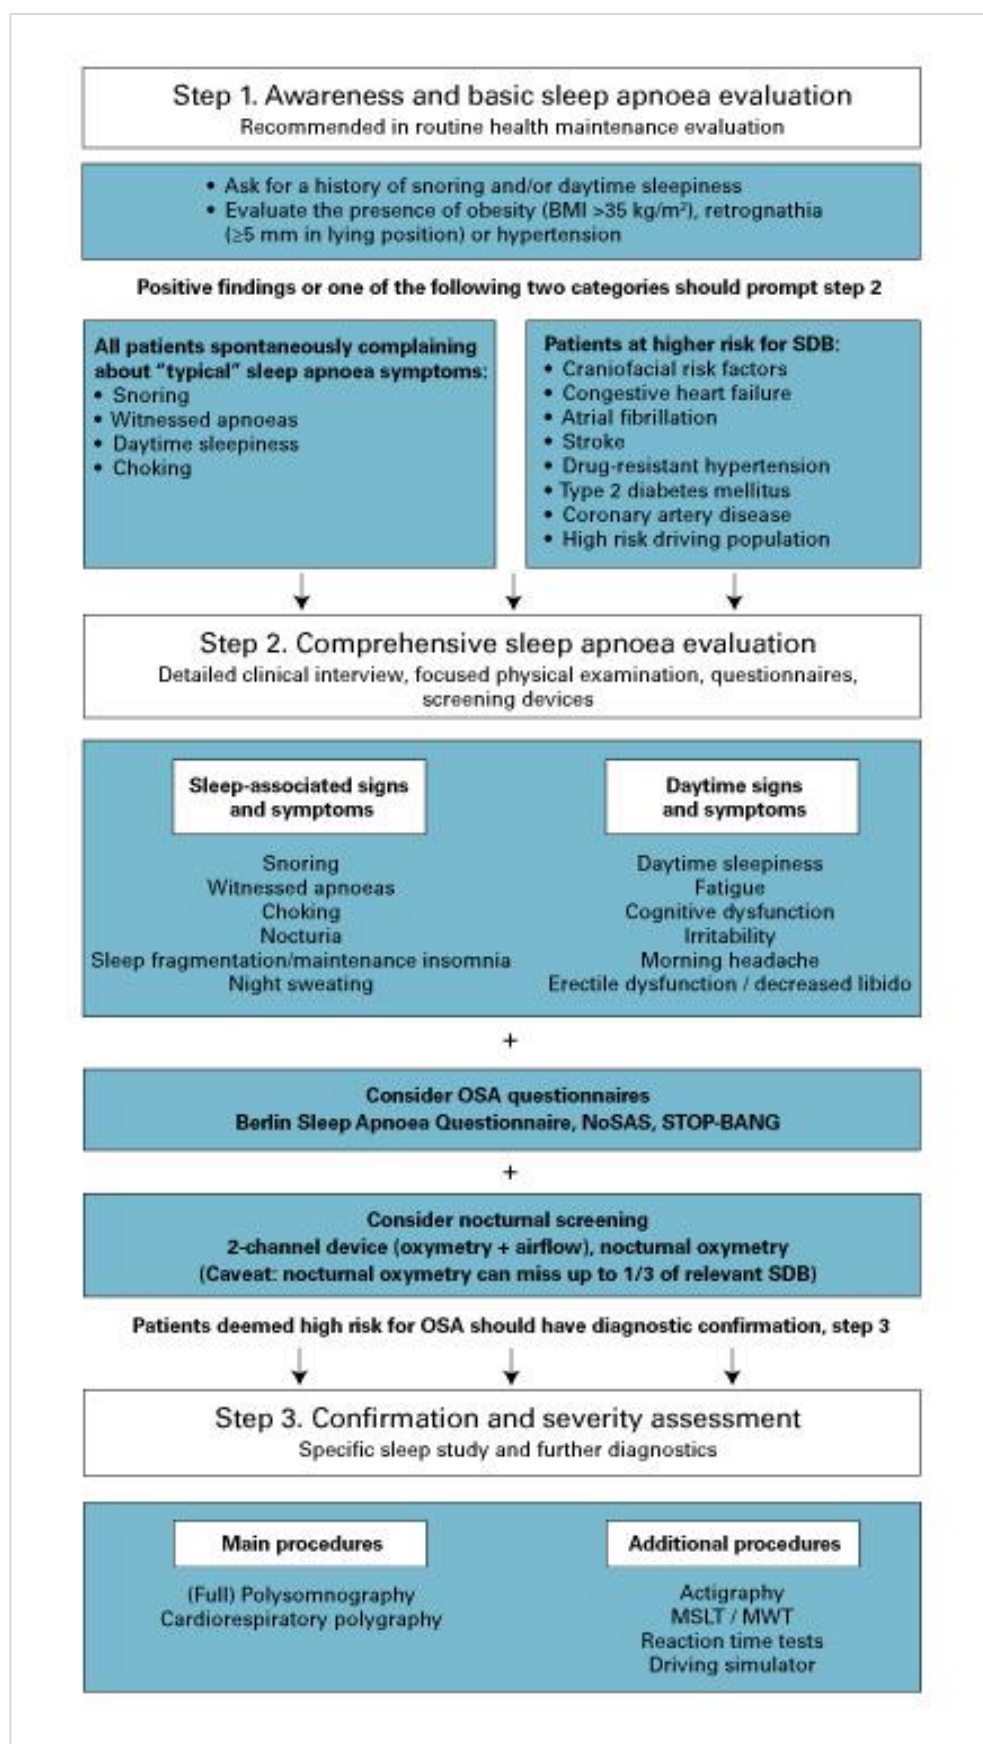 Step 1. Awareness and basic sleep apnoea evaluation
Recommended in routine health maintenance evaluation
• Ask for a history of snoring and/or daytime sleepiness
• Evaluate the presence of obesity (BMI >35 kg/m²), retrognathia
(≥5 mm in lying position) or hypertension
Positive findings or one of the following two categories should prompt step 2
All patients spontaneously complaining
about "typical" sleep apnoea symptoms:
• Snoring
• Witnessed apnoeas
• Daytime sleepiness
• Choking
Patients at higher risk for SDB:
• Craniofacial risk factors
• Congestive heart failure
• Atrial fibrillation
• Stroke
• Drug-resistant hypertension
• Type 2 diabetes mellitus
• Coronary artery disease
• High risk driving population
Step 2. Comprehensive sleep apnoea evaluation
Detailed clinical interview, focused physical examination, questionnaires,
screening devices
Sleep-associated signs
and symptoms
Snoring
Witnessed apnoeas
Choking
Nocturia
Sleep fragmentation/maintenance insomnia
Night sweating
Daytime signs
and symptoms
Daytime sleepiness
Fatigue
Cognitive dysfunction
Irritability
Morning headache
Erectile dysfunction / decreased libido
+
Consider OSA questionnaires
Berlin Sleep Apnoea Questionnaire, NoSAS, STOP-BANG
+
Consider nocturnal screening
2-channel device (oxymetry + airflow), nocturnal oxymetry
(Caveat: nocturnal oxymetry can miss up to 1/3 of relevant SDB)
Patients deemed high risk for OSA should have diagnostic confirmation, step 3
Step 3. Confirmation and severity assessment
Specific sleep study and further diagnostics
Main procedures
(Full) Polysomnography
Cardiorespiratory polygraphy
Additional procedures
Actigraphy
MSLT / MWT
Reaction time tests
Driving simulator